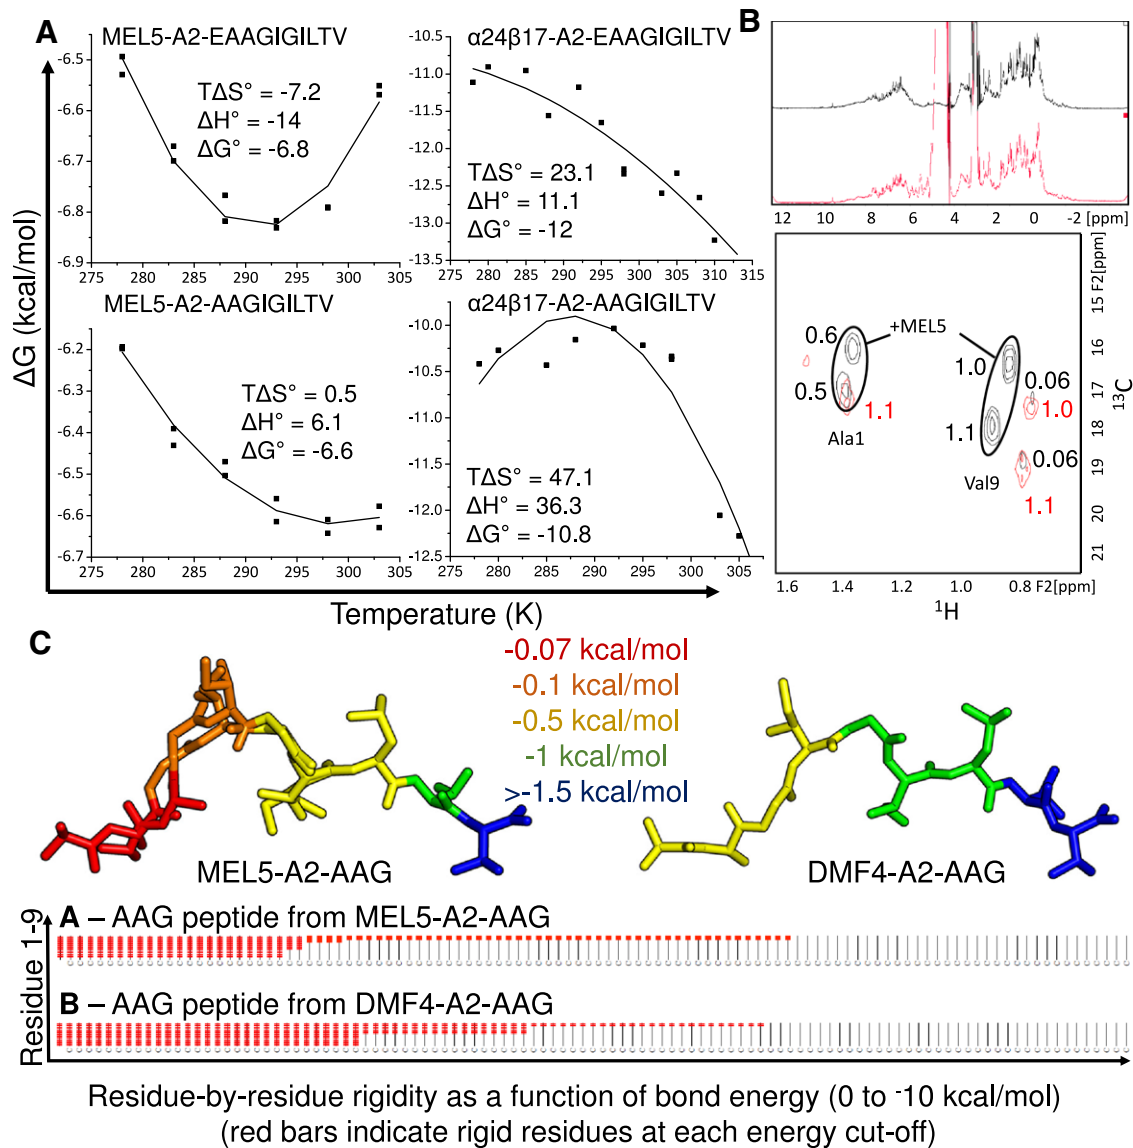 A
MEL5-A2-EAAGIGILTV
TΔS° = -7.2
ΔH° = -14
ΔG° = -6.8
-6.5
-6.6
-6.7
-6.8
-6.9
275 280 285 290 295 300 305
α24β17-A2-EAAGIGILTV
TΔS° = 23.1
ΔH° = 11.1
ΔG° = -12
-10.5
-11.0
-11.5
-12.0
-12.5
-13.0
-13.5
275 280 285 290 295 300 305 310 315
MEL5-A2-AAGIGILTV
TΔS° = 0.5
ΔH° = 6.1
ΔG° = -6.6
-6.2
-6.3
-6.4
-6.5
-6.6
-6.7
275 280 285 290 295 300 305
α24β17-A2-AAGIGILTV
TΔS° = 47.1
ΔH° = 36.3
ΔG° = -10.8
-10.0
-10.5
-11.0
-11.5
-12.0
-12.5
275 280 285 290 295 300 305
ΔG (kcal/mol)
Temperature (K)
B
12 10 8 6 4 2 0 -2 [ppm]
+MEL5
0.6
0.5
1.1
Ala1
1.0
1.1
0.06
1.0
0.06
1.1
Val9
15 F2[ppm]
16
17
18
19
20
21
¹³C
1.6 1.4 1.2 1.0 0.8 F2[ppm]
¹H
C
-0.07 kcal/mol
-0.1 kcal/mol
-0.5 kcal/mol
-1 kcal/mol
>-1.5 kcal/mol
MEL5-A2-AAG
DMF4-A2-AAG
A – AAG peptide from MEL5-A2-AAG
B – AAG peptide from DMF4-A2-AAG
Residue 1-9
Residue-by-residue rigidity as a function of bond energy (0 to -10 kcal/mol)
(red bars indicate rigid residues at each energy cut-off)